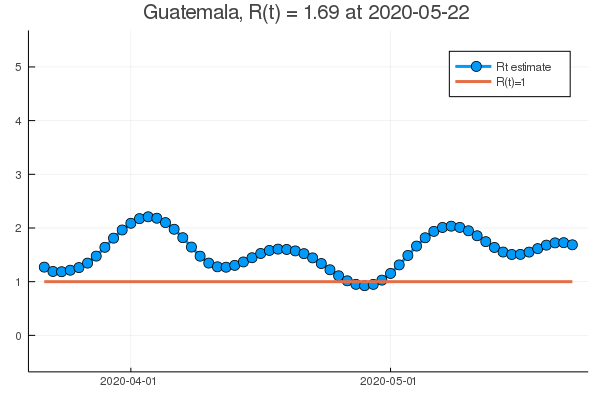 Guatemala, R(t) = 1.69 at 2020-05-22
Rt estimate
R(t)=1
5
4
3
2
1
0
2020-04-01
2020-05-01